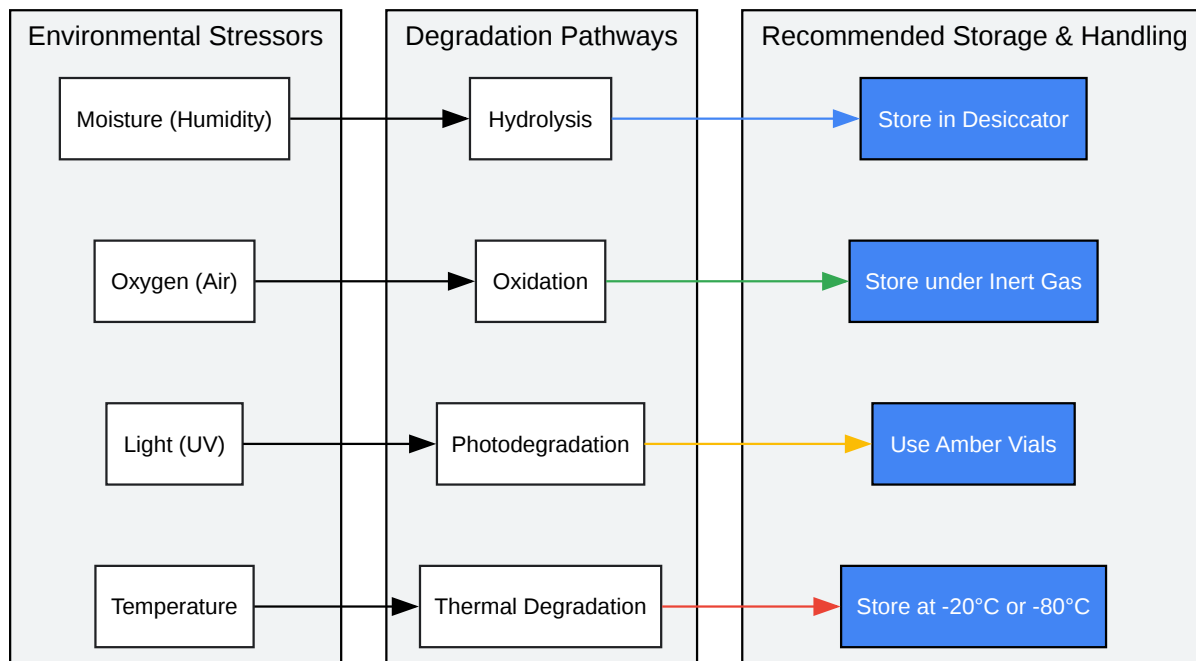 Environmental Stressors
Degradation Pathways
Recommended Storage & Handling
Moisture (Humidity)
Hydrolysis
Store in Desiccator
Oxygen (Air)
Oxidation
Store under Inert Gas
Light (UV)
Photodegradation
Use Amber Vials
Temperature
Thermal Degradation
Store at -20°C or -80°C